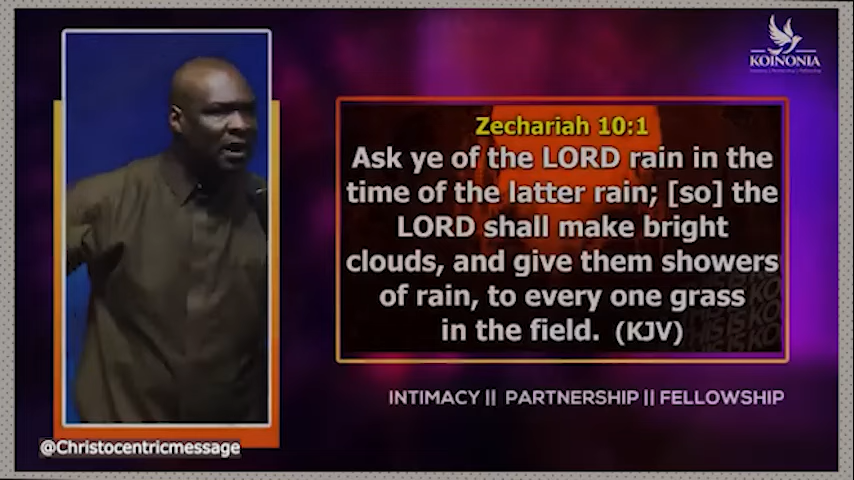 KOINONIA
Zechariah 10:1
Ask ye of the LORD rain in the
time of the latter rain; [so] the
LORD shall make bright
clouds, and give them showers
of rain, to every one grass
in the field. (KJV)
INTIMACY || PARTNERSHIP || FELLOWSHIP
@Christocentricmessage